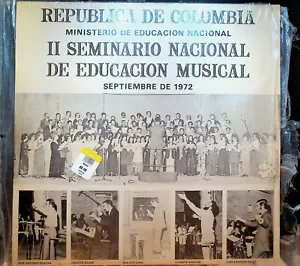 REPUBLICA DE COLOMBIA
MINISTERIO DE EDUCACION NACIONAL
II SEMINARIO NACIONAL
DE EDUCACION MUSICAL
SEPTIEMBRE DE 1972